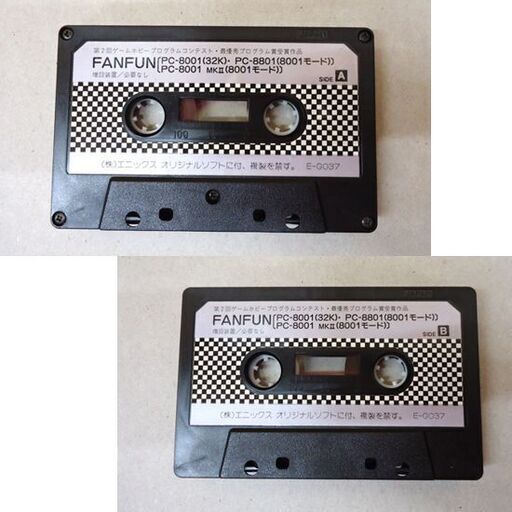 第2回ゲームホビープログラムコンテスト・最優秀プログラム賞受賞作品
FANFUN(PC-8001(32K)・PC-8801(8001モード))
(PC-8001 MKⅡ(8001モード))
増設装置／必要なし
SIDE A
100
(株)エニックス オリジナルソフトに付、複製を禁す。 E-G037
第2回ゲームホビープログラムコンテスト・最優秀プログラム賞受賞作品
FANFUN(PC-8001(32K)・PC-8801(8001モード))
(PC-8001 MKⅡ(8001モード))
増設装置／必要なし
SIDE B
(株)エニックス オリジナルソフトに付、複製を禁す。 E-G037